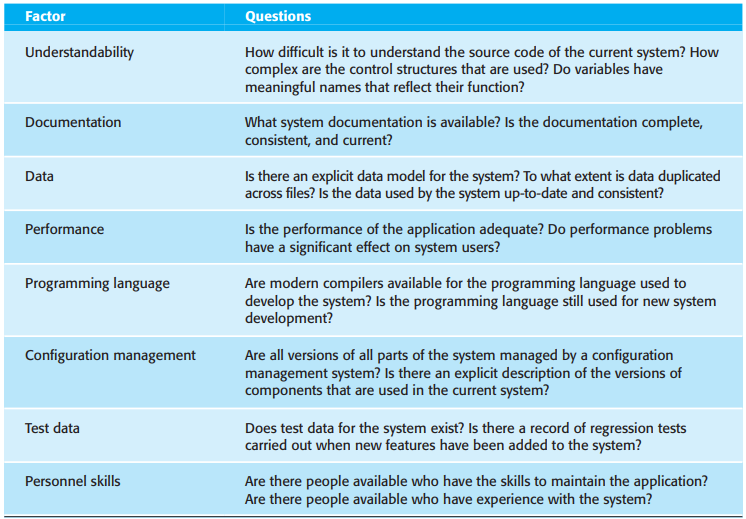 Factor Questions
Understandability How difficult is it to understand the source code of the current system? How
complex are the control structures that are used? Do variables have
meaningful names that reflect their function?
Documentation What system documentation is available? Is the documentation complete,
consistent, and current?
Data Is there an explicit data model for the system? To what extent is data duplicated
across files? Is the data used by the system up-to-date and consistent?
Performance Is the performance of the application adequate? Do performance problems
have a significant effect on system users?
Programming language Are modern compilers available for the programming language used to
develop the system? Is the programming language still used for new system
development?
Configuration management Are all versions of all parts of the system managed by a configuration
management system? Is there an explicit description of the versions of
components that are used in the current system?
Test data Does test data for the system exist? Is there a record of regression tests
carried out when new features have been added to the system?
Personnel skills Are there people available who have the skills to maintain the application?
Are there people available who have experience with the system?